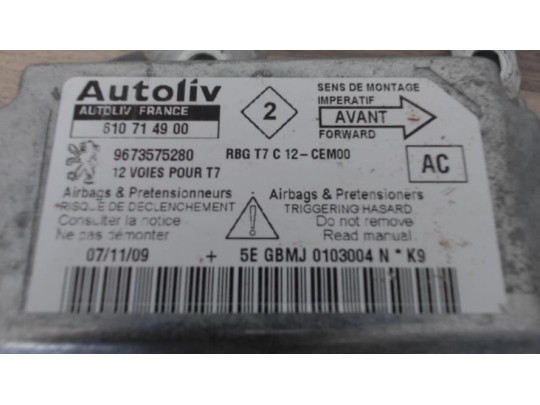 Autoliv
AUTOLIV FRANCE
610 71 49 00
2
SENS DE MONTAGE
IMPERATIF
AVANT
FORWARD
9673575280 RBG T7 C 12-CEM00
12 VOIES POUR T7
AC
Airbags & Pretensionneurs
RISQUE DE DECLENCHEMENT
Consulter la notice
Ne pas démonter
!
Airbags & Pretensioners
TRIGGERING HASARD
Do not remove
Read manual
07/11/09 + 5E GBMJ 0103004 N * K9